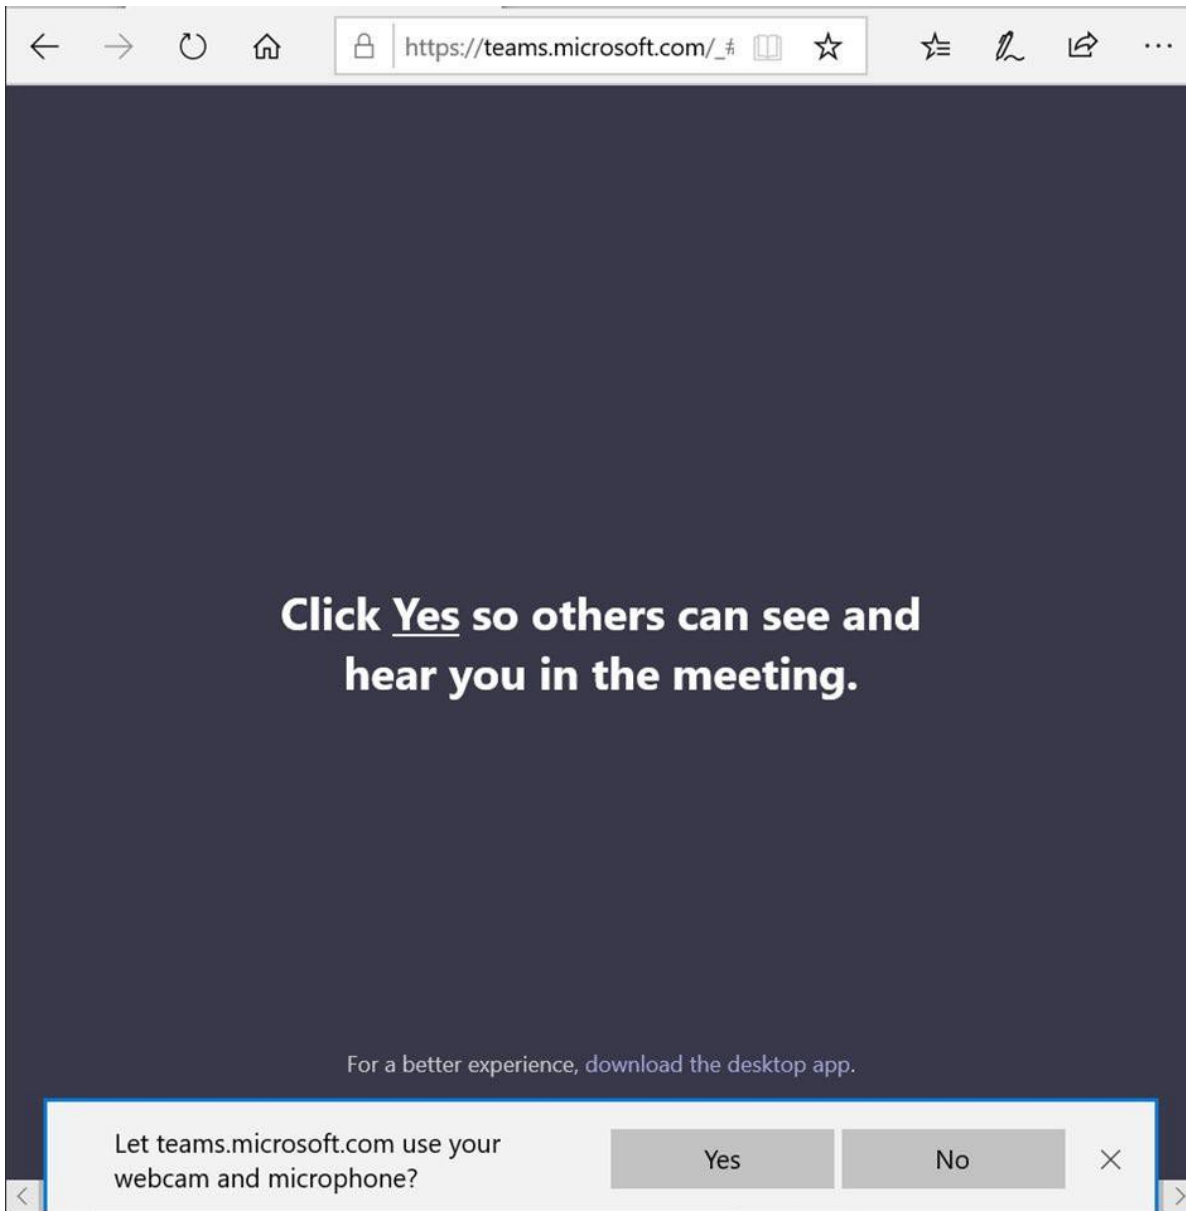 https://teams.microsoft.com/_#
Click Yes so others can see and
hear you in the meeting.
For a better experience, download the desktop app.
Let teams.microsoft.com use your
webcam and microphone?
Yes
No